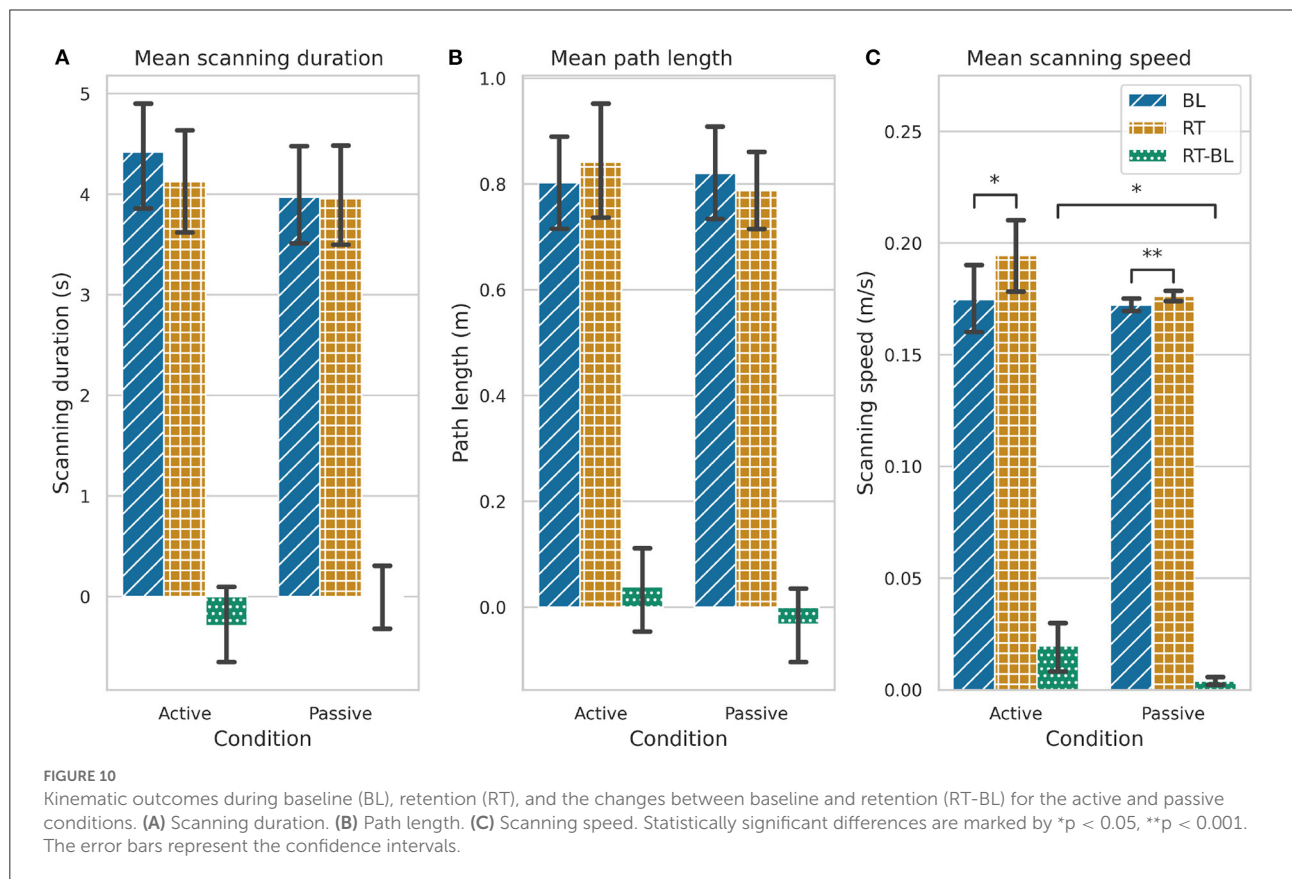 A Mean scanning duration
Scanning duration (s)
5
4
3
2
1
0
Active Passive
Condition
B Mean path length
Path length (m)
1.0
0.8
0.6
0.4
0.2
0.0
Active Passive
Condition
C Mean scanning speed
Scanning speed (m/s)
0.25
0.20
0.15
0.10
0.05
0.00
BL
RT
RT-BL
*
*
**
Active Passive
Condition
FIGURE 10
Kinematic outcomes during baseline (BL), retention (RT), and the changes between baseline and retention (RT-BL) for the active and passive
conditions. (A) Scanning duration. (B) Path length. (C) Scanning speed. Statistically significant differences are marked by *p < 0.05, **p < 0.001.
The error bars represent the confidence intervals.